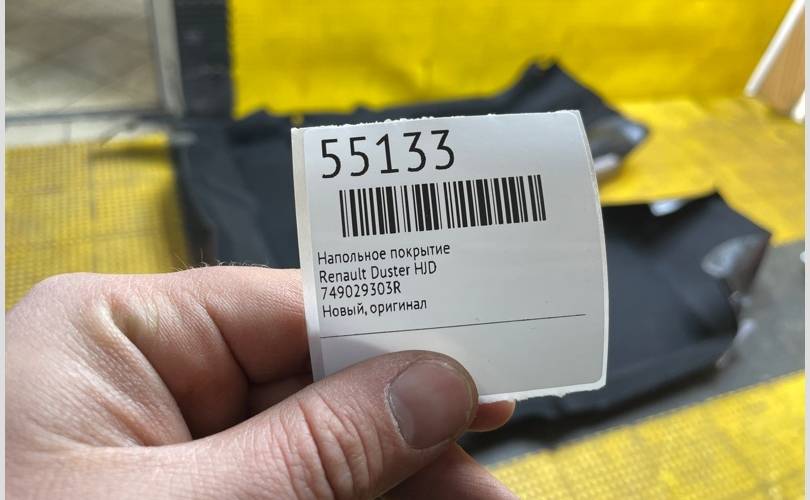 55133
Напольное покрытие
Renault Duster HJD
749029303R
Новый, оригинал